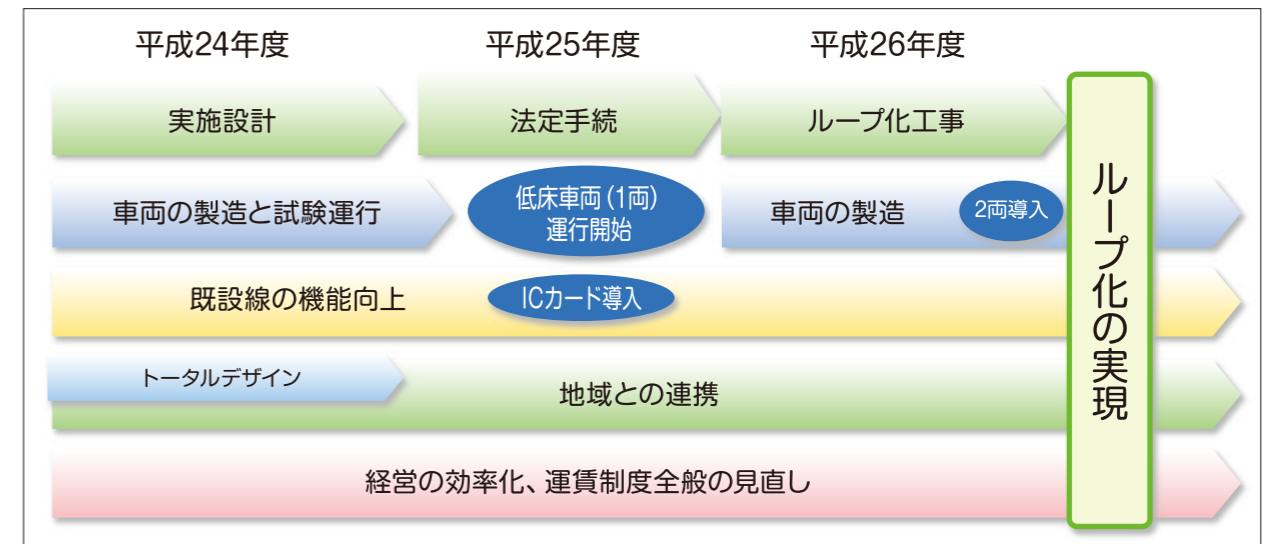 平成24年度
平成25年度
平成26年度
実施設計
法定手続
ループ化工事
車両の製造と試験運行
低床車両(1両)
運行開始
車両の製造
2両導入
既設線の機能向上
ICカード導入
トータルデザイン
地域との連携
経営の効率化、運賃制度全般の見直し
ループ化の実現